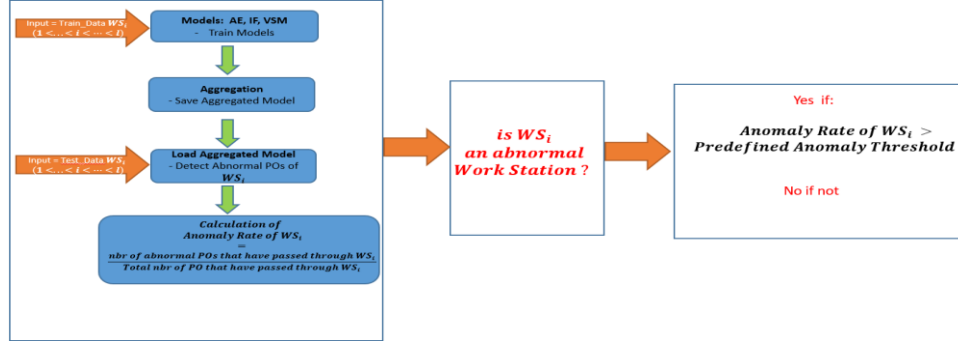 Input = Train_Data WSᵢ
(1 <...< i < ⋯ < I)
Models: AE, IF, VSM
- Train Models
Aggregation
- Save Aggregated Model
Input = Test_Data WSᵢ
(1 <...< i < ⋯ < I)
Load Aggregated Model
- Detect Abnormal POs of
WSᵢ
Calculation of
Anomaly Rate of WSᵢ
=
nbr of abnormal POs that have passed through WSᵢ
Total nbr of PO that have passed through WSᵢ
is WSᵢ
an abnormal
Work Station ?
Yes if:
Anomaly Rate of WSᵢ >
Predefined Anomaly Threshold
No if not